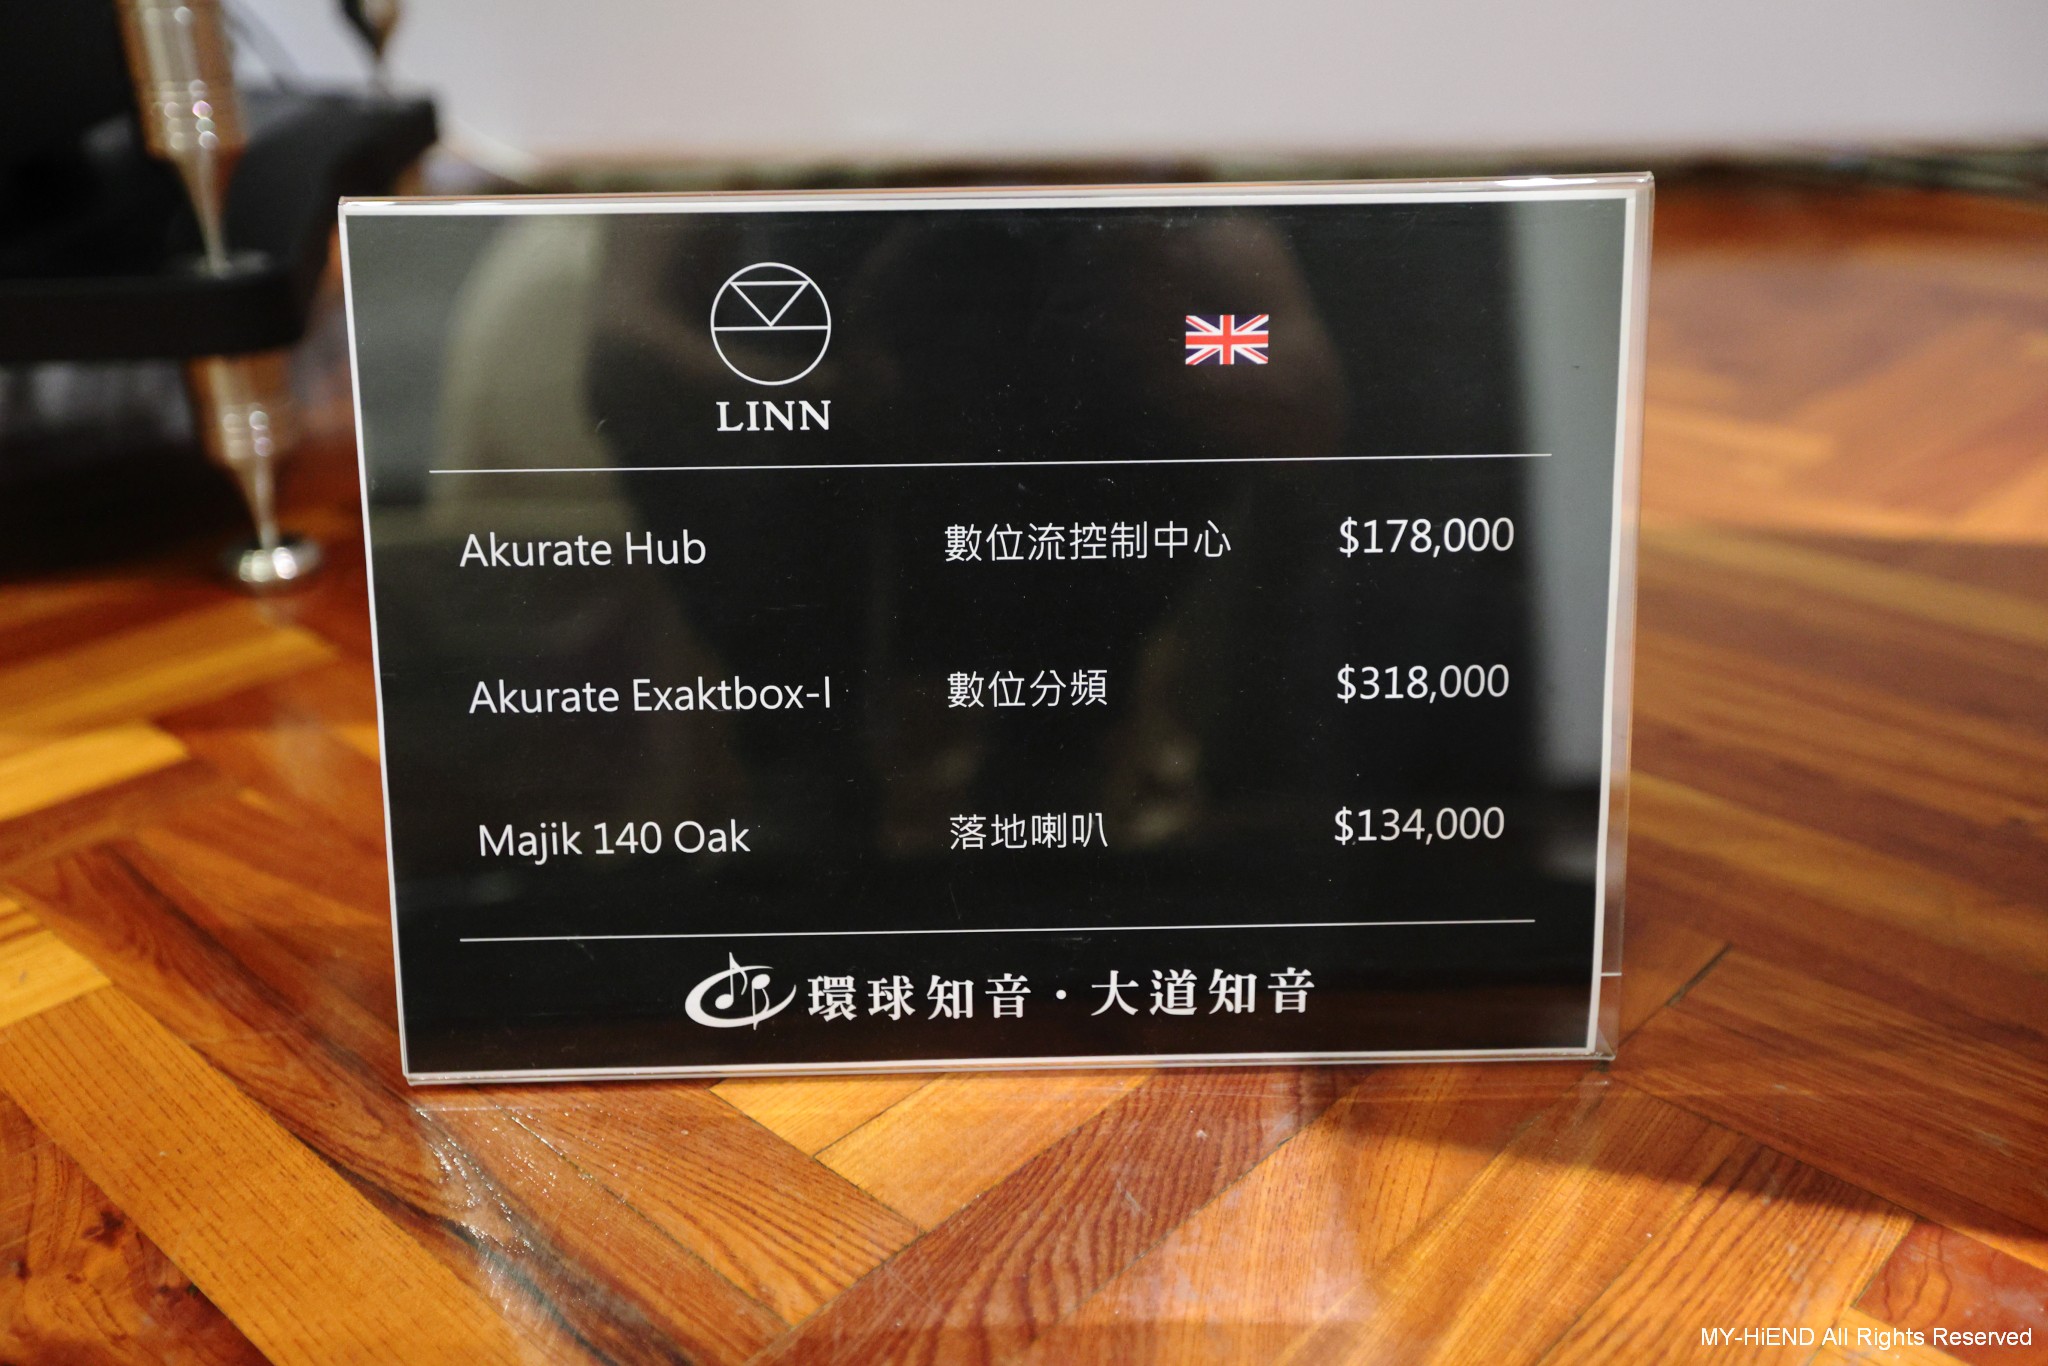 LINN
Akurate Hub 數位流控制中心 $178,000
Akurate Exaktbox-I 數位分頻 $318,000
Majik 140 Oak 落地喇叭 $134,000
環球知音·大道知音
MY-HiEND All Rights Reserved